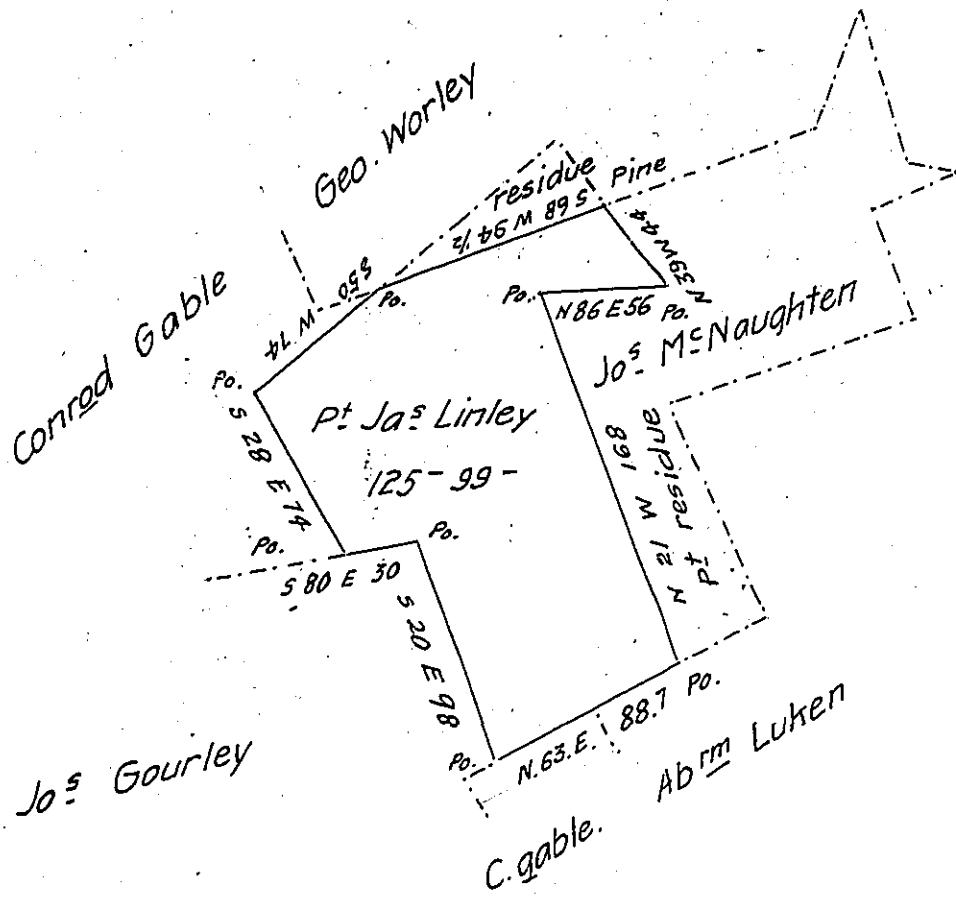 Geo. Worley
residue
Pine
S 68 W 94 1/2
N 39 W 44
S 50 W 74
Po.
Po.
N 86 E 56
Po.
Conrod Gable
Jos McNaughten
Po.
Pt Jas Linley
125 - 99 -
S 28 E 74
N 21 W 168
Pt residue
Po.
Po.
S 80 E 30
S 20 E 98
Po.
Po.
N. 63. E. 88.7
Jos Gourley
Abrm Luken
C. gable.